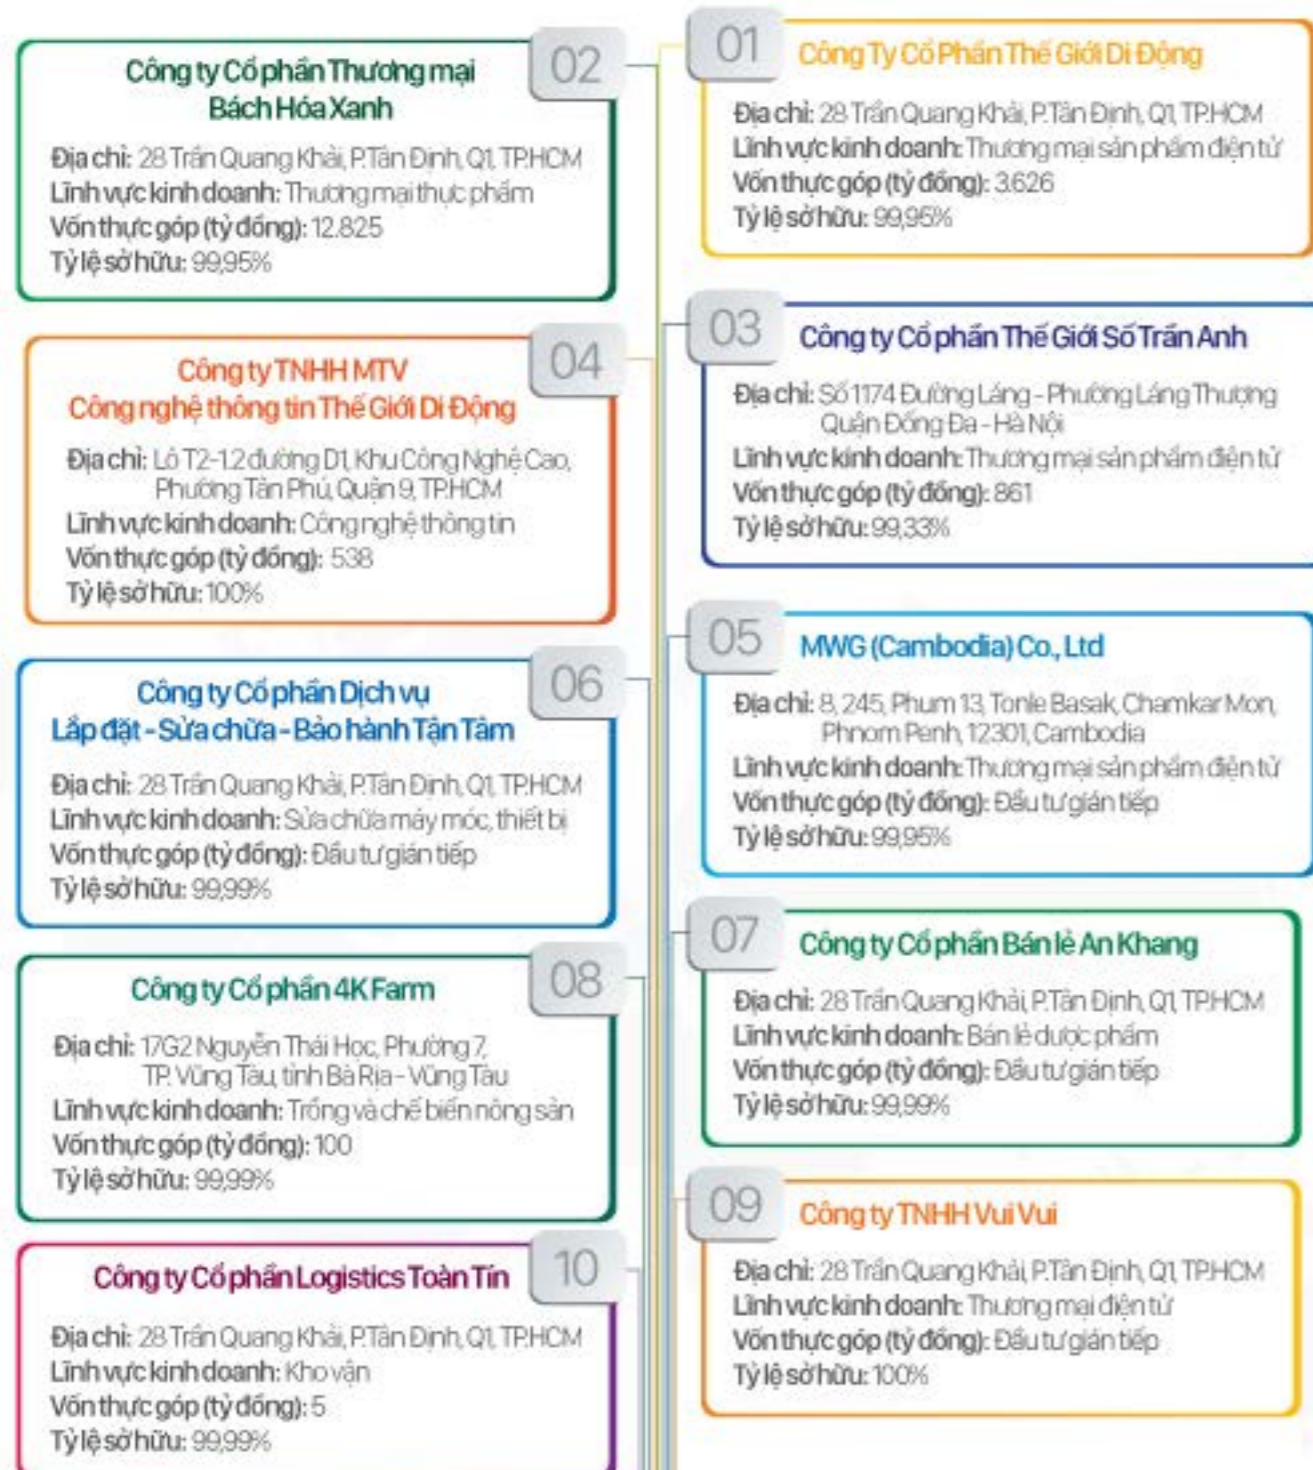 01
Công Ty Cổ Phần Thế Giới Di Động
Địa chỉ: 28 Trần Quang Khải, P.Tân Định, Q1, TP.HCM
Lĩnh vực kinh doanh: Thương mại sản phẩm điện tử
Vốn thực góp (tỷ đồng): 3.626
Tỷ lệ sở hữu: 99,95%
02
Công ty Cổ phần Thương mại
Bách Hóa Xanh
Địa chỉ: 28 Trần Quang Khải, P.Tân Định, Q1, TP.HCM
Lĩnh vực kinh doanh: Thương mại thực phẩm
Vốn thực góp (tỷ đồng): 12.825
Tỷ lệ sở hữu: 99,95%
03
Công ty Cổ phần Thế Giới Số Trần Anh
Địa chỉ: Số 1174 Đường Láng - Phường Láng Thượng
Quận Đống Đa - Hà Nội
Lĩnh vực kinh doanh: Thương mại sản phẩm điện tử
Vốn thực góp (tỷ đồng): 861
Tỷ lệ sở hữu: 99,33%
04
Công ty TNHH MTV
Công nghệ thông tin Thế Giới Di Động
Địa chỉ: Lô T2-1.2 đường D1, Khu Công Nghệ Cao,
Phường Tân Phú, Quận 9, TP.HCM
Lĩnh vực kinh doanh: Công nghệ thông tin
Vốn thực góp (tỷ đồng): 538
Tỷ lệ sở hữu: 100%
05
MWG (Cambodia) Co., Ltd
Địa chỉ: 8, 245, Phum 13, Tonle Basak, Chamkar Mon,
Phnom Penh, 12301, Cambodia
Lĩnh vực kinh doanh: Thương mại sản phẩm điện tử
Vốn thực góp (tỷ đồng): Đầu tư gián tiếp
Tỷ lệ sở hữu: 99,95%
06
Công ty Cổ phần Dịch vụ
Lắp đặt - Sửa chữa - Bảo hành Tận Tâm
Địa chỉ: 28 Trần Quang Khải, P.Tân Định, Q1, TP.HCM
Lĩnh vực kinh doanh: Sửa chữa máy móc, thiết bị
Vốn thực góp (tỷ đồng): Đầu tư gián tiếp
Tỷ lệ sở hữu: 99,99%
07
Công ty Cổ phần Bán lẻ An Khang
Địa chỉ: 28 Trần Quang Khải, P.Tân Định, Q1, TP.HCM
Lĩnh vực kinh doanh: Bán lẻ dược phẩm
Vốn thực góp (tỷ đồng): Đầu tư gián tiếp
Tỷ lệ sở hữu: 99,99%
08
Công ty Cổ phần 4K Farm
Địa chỉ: 17G2 Nguyễn Thái Học, Phường 7,
TP. Vũng Tàu, tỉnh Bà Rịa - Vũng Tàu
Lĩnh vực kinh doanh: Trồng và chế biến nông sản
Vốn thực góp (tỷ đồng): 100
Tỷ lệ sở hữu: 99,99%
09
Công ty TNHH Vui Vui
Địa chỉ: 28 Trần Quang Khải, P.Tân Định, Q1, TP.HCM
Lĩnh vực kinh doanh: Thương mại điện tử
Vốn thực góp (tỷ đồng): Đầu tư gián tiếp
Tỷ lệ sở hữu: 100%
10
Công ty Cổ phần Logistics Toàn Tín
Địa chỉ: 28 Trần Quang Khải, P.Tân Định, Q1, TP.HCM
Lĩnh vực kinh doanh: Kho vận
Vốn thực góp (tỷ đồng): 5
Tỷ lệ sở hữu: 99,99%